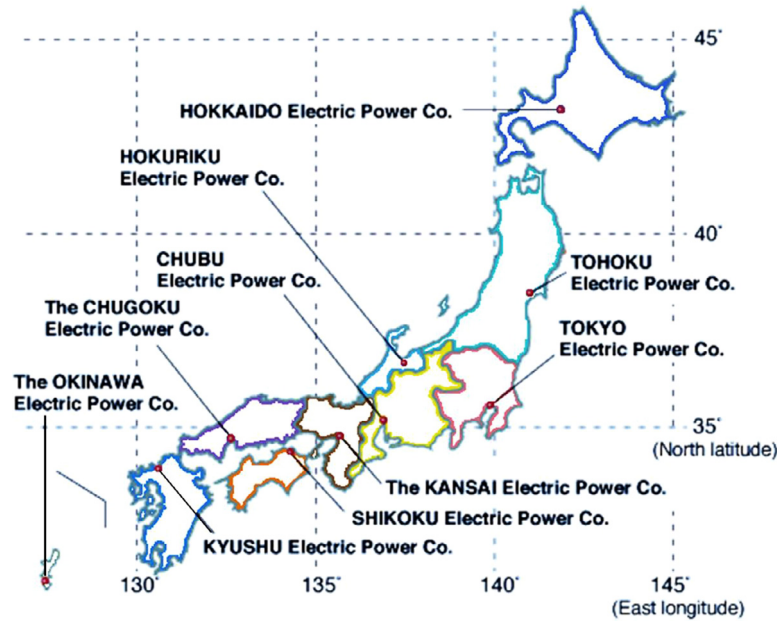 45°
HOKKAIDO Electric Power Co.
HOKURIKU
Electric Power Co.
40°
CHUBU
Electric Power Co.
TOHOKU
Electric Power Co.
The CHUGOKU
Electric Power Co.
TOKYO
Electric Power Co.
The OKINAWA
Electric Power Co.
35°
(North latitude)
The KANSAI Electric Power Co.
SHIKOKU Electric Power Co.
KYUSHU Electric Power Co.
130°
135°
140°
145°
(East longitude)